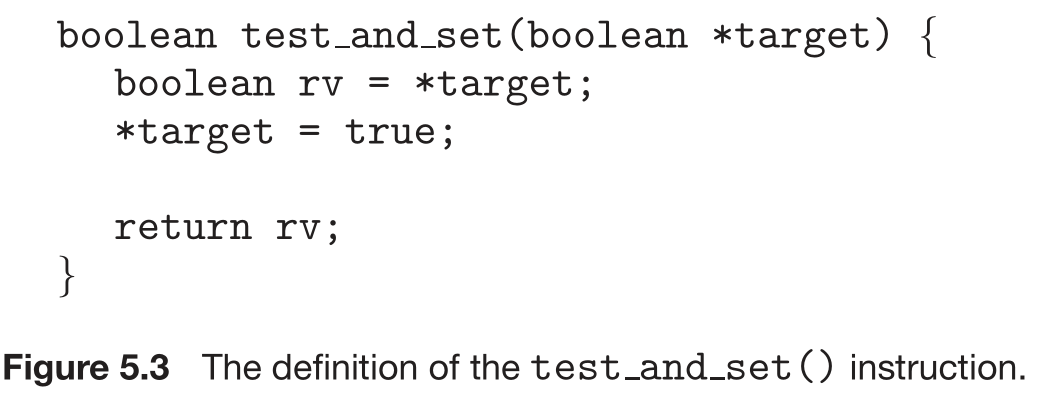 boolean test_and_set(boolean *target) {
boolean rv = *target;
*target = true;
return rv;
}
Figure 5.3 The definition of the test_and_set() instruction.